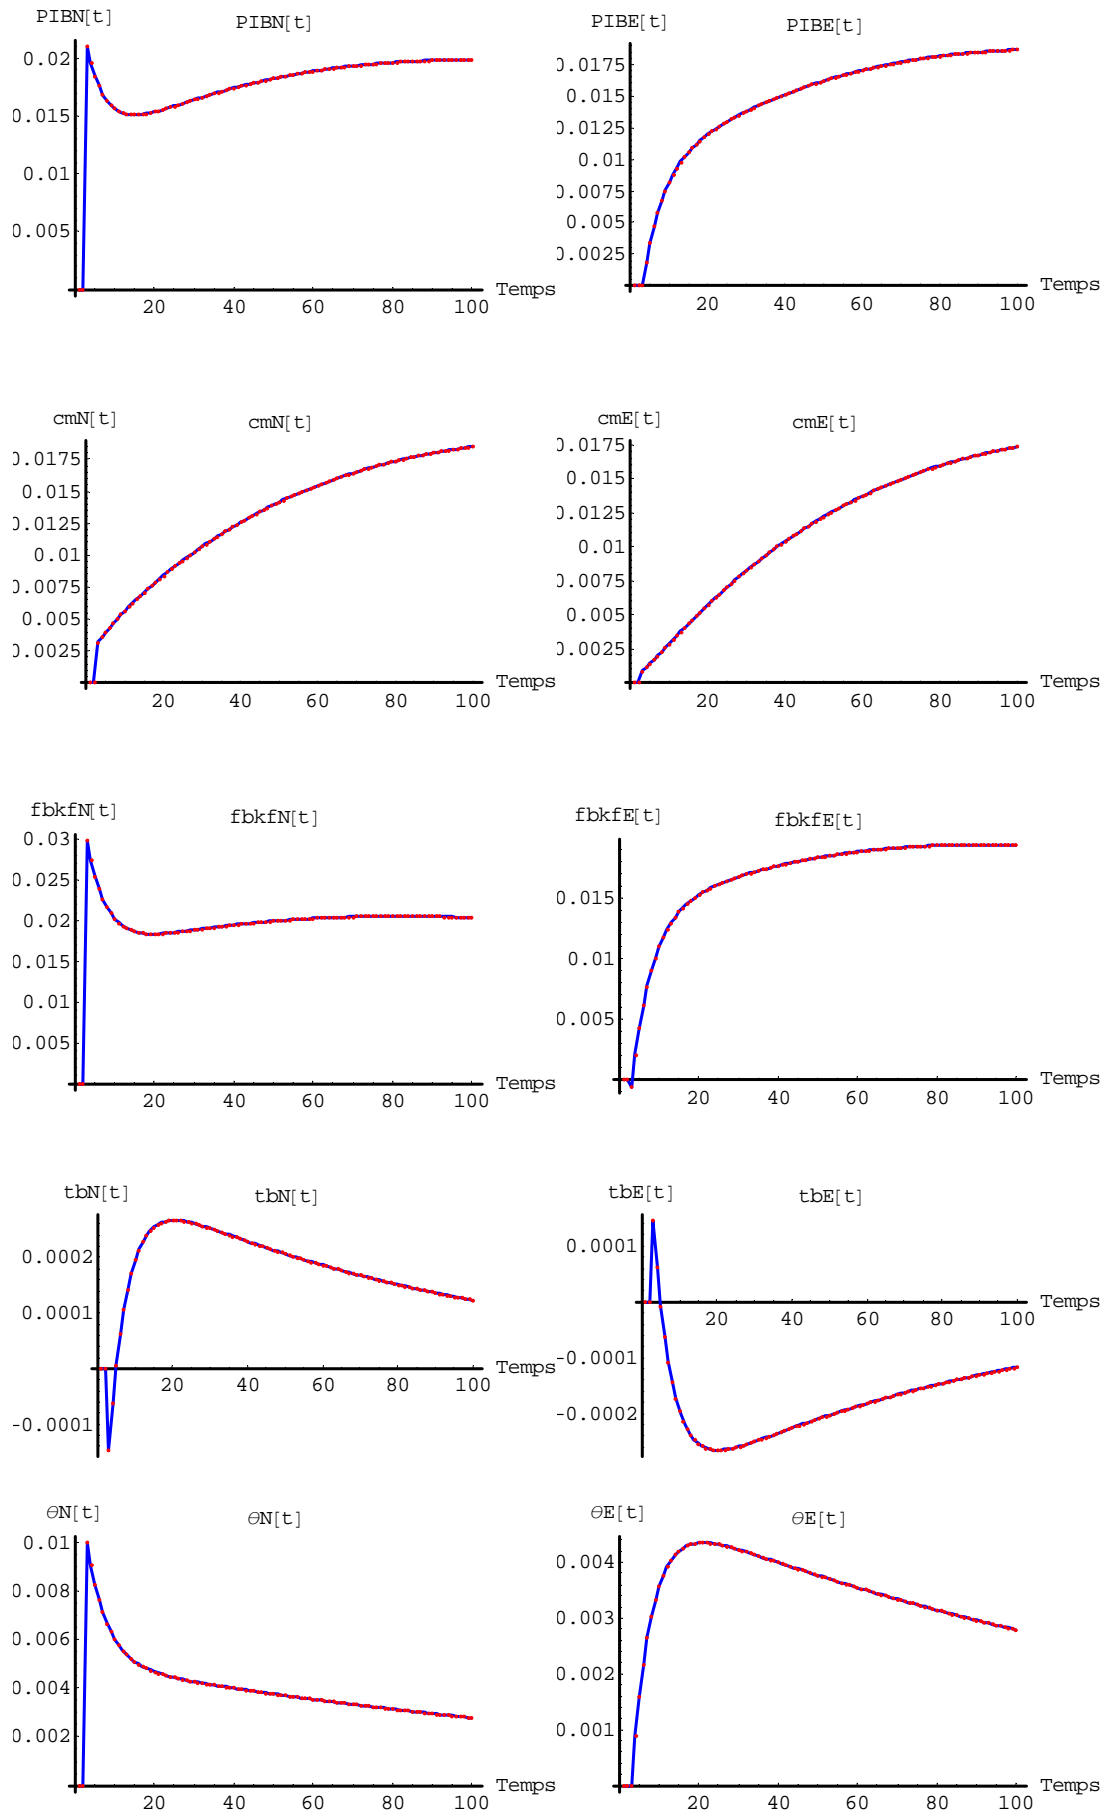 PIBN[t]
PIBN[t]
0.02
0.015
0.01
0.005
20 40 60 80 100
Temps
PIBE[t]
PIBE[t]
0.0175
0.015
0.0125
0.01
0.0075
0.005
0.0025
20 40 60 80 100
Temps
cmN[t]
cmN[t]
0.0175
0.015
0.0125
0.01
0.0075
0.005
0.0025
20 40 60 80 100
Temps
cmE[t]
cmE[t]
0.0175
0.015
0.0125
0.01
0.0075
0.005
0.0025
20 40 60 80 100
Temps
fbkfN[t]
fbkfN[t]
0.03
0.025
0.02
0.015
0.01
0.005
20 40 60 80 100
Temps
fbkfE[t]
fbkfE[t]
0.015
0.01
0.005
20 40 60 80 100
Temps
tbN[t]
tbN[t]
0.0002
0.0001
-0.0001
20 40 60 80 100
Temps
tbE[t]
tbE[t]
0.0001
-0.0001
-0.0002
20 40 60 80 100
Temps
θN[t]
θN[t]
0.01
0.008
0.006
0.004
0.002
20 40 60 80 100
Temps
θE[t]
θE[t]
0.004
0.003
0.002
0.001
20 40 60 80 100
Temps